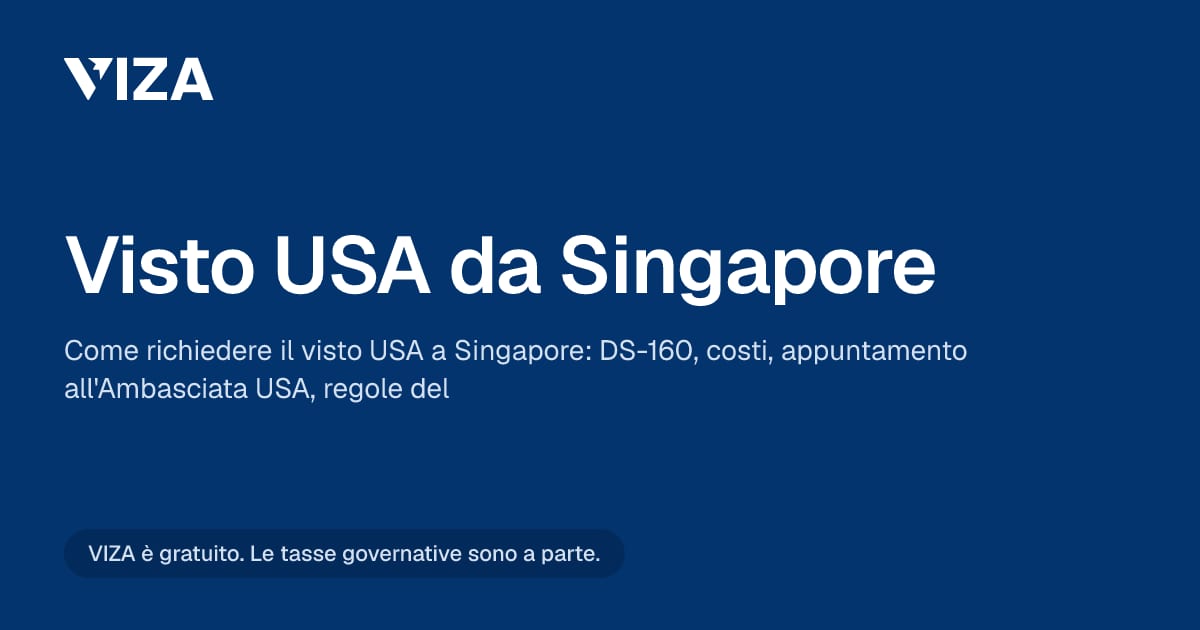 VIZA
Visto USA da Singapore
Come richiedere il visto USA a Singapore: DS-160, costi, appuntamento
all'Ambasciata USA, regole del
VIZA è gratuito. Le tasse governative sono a parte.